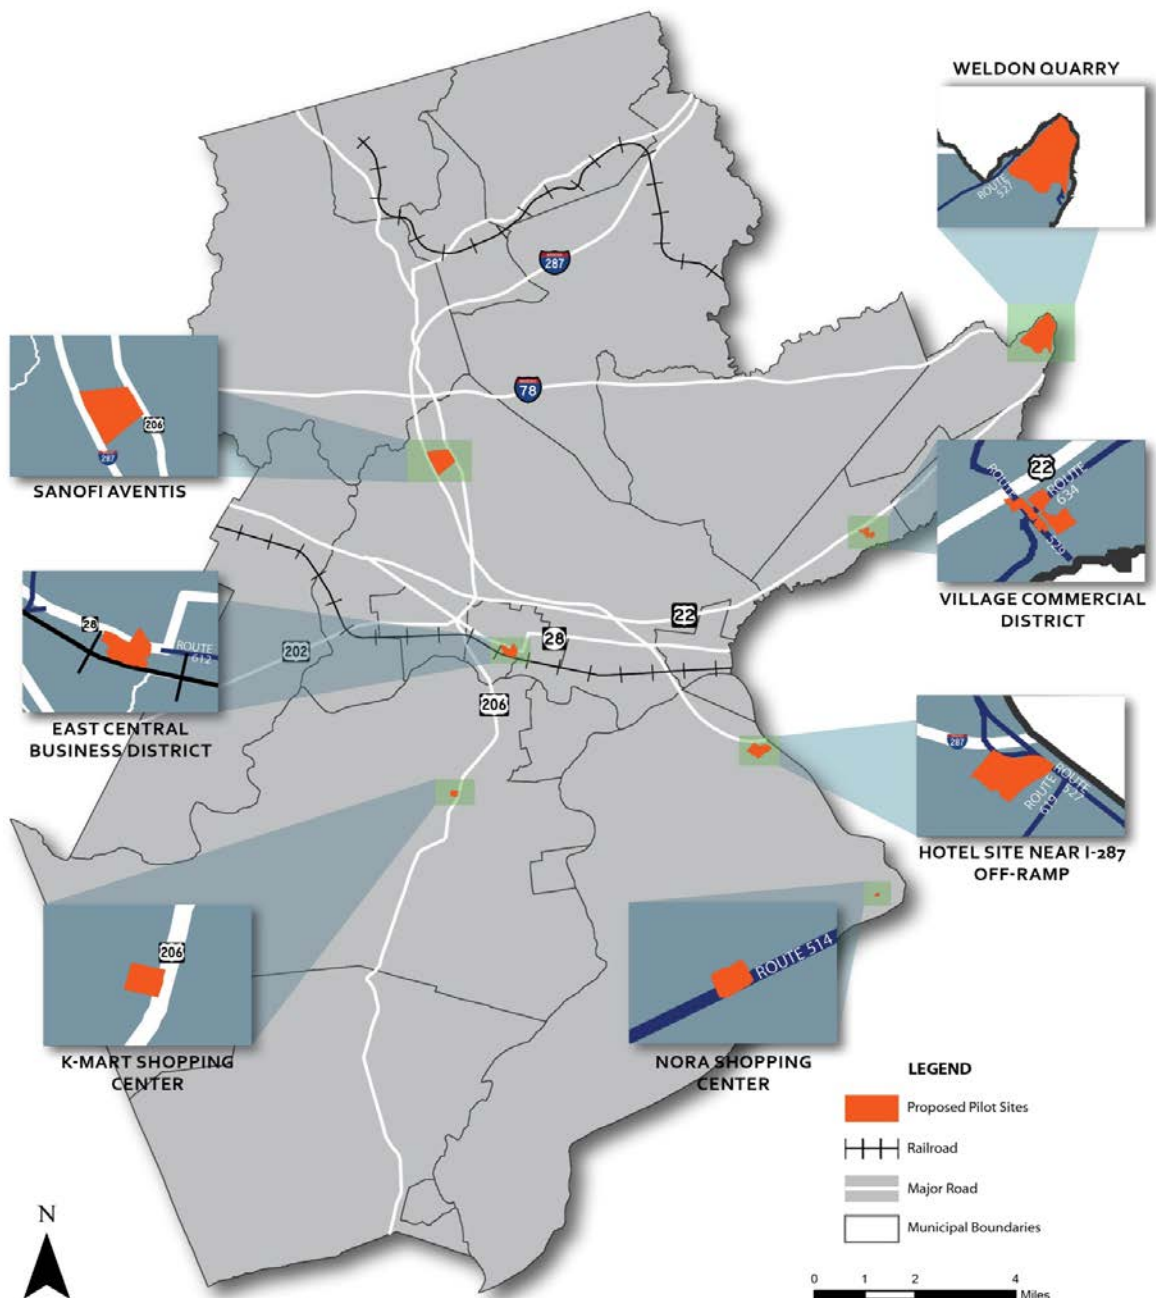 WELDON QUARRY
ROUTE
527
287
78
206
287
SANOFI AVENTIS
22
ROUTE
634
ROUTE
529
VILLAGE COMMERCIAL
DISTRICT
28
ROUTE
612
EAST CENTRAL
BUSINESS DISTRICT
202
28
22
206
287
ROUTE
527
ROUTE
619
HOTEL SITE NEAR I-287
OFF-RAMP
206
K-MART SHOPPING
CENTER
ROUTE 514
NORA SHOPPING
CENTER
LEGEND
Proposed Pilot Sites
Railroad
Major Road
Municipal Boundaries
N
0 1 2 4
Miles